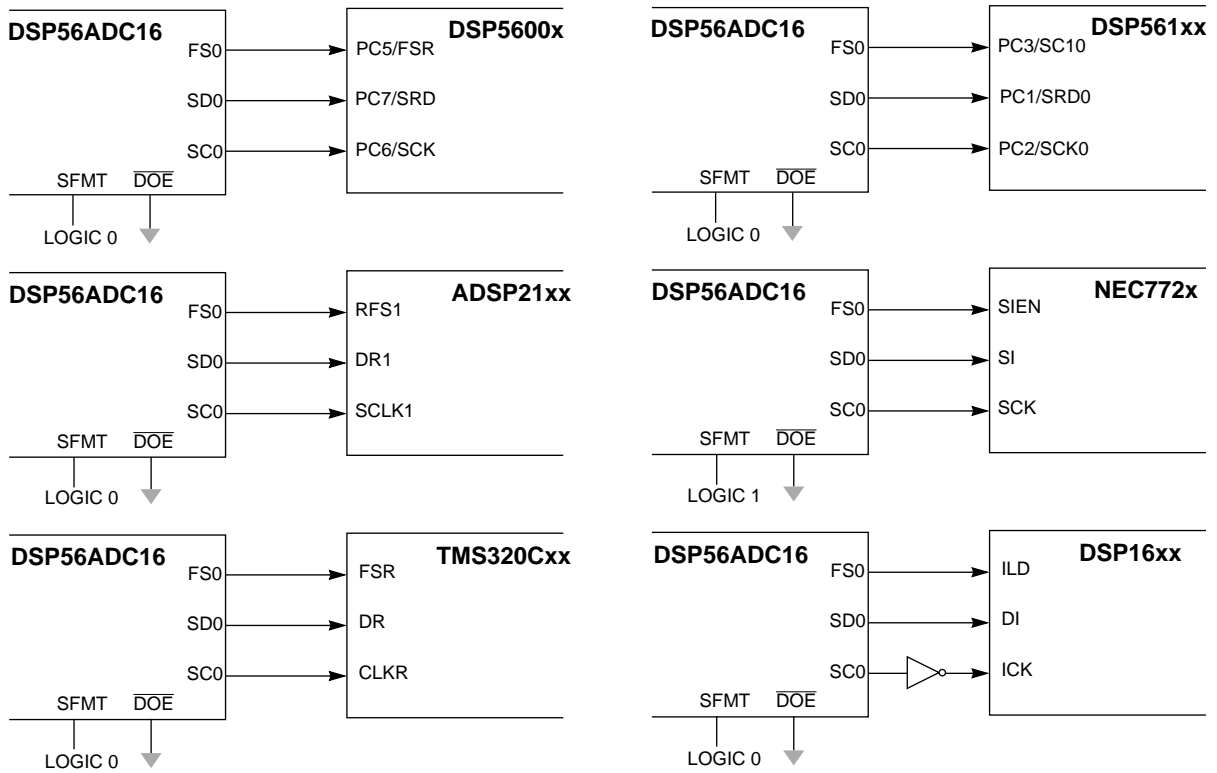 DSP56ADC16
DSP5600x
FS0
PC5/FSR
SD0
PC7/SRD
SC0
PC6/SCK
SFMT
DOE
LOGIC 0
DSP56ADC16
DSP561xx
FS0
PC3/SC10
SD0
PC1/SRD0
SC0
PC2/SCK0
SFMT
DOE
LOGIC 0
DSP56ADC16
ADSP21xx
FS0
RFS1
SD0
DR1
SC0
SCLK1
SFMT
DOE
LOGIC 0
DSP56ADC16
NEC772x
FS0
SIEN
SD0
SI
SC0
SCK
SFMT
DOE
LOGIC 1
DSP56ADC16
TMS320Cxx
FS0
FSR
SD0
DR
SC0
CLKR
SFMT
DOE
LOGIC 0
DSP56ADC16
DSP16xx
FS0
ILD
SD0
DI
SC0
ICK
SFMT
DOE
LOGIC 0